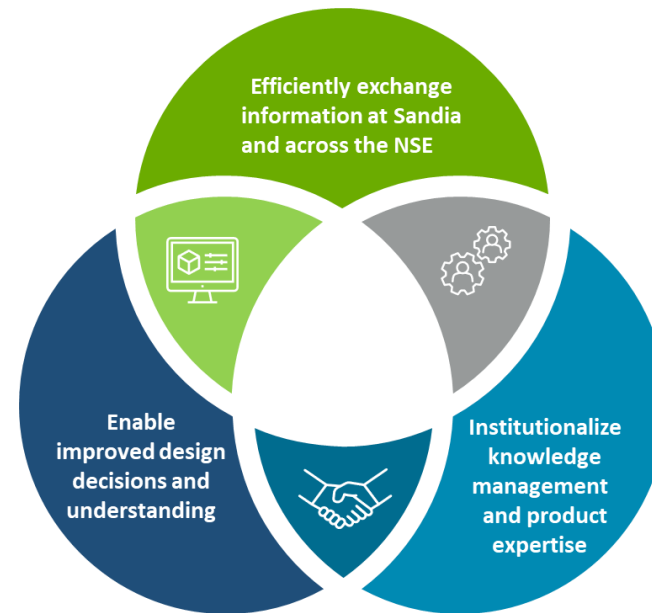 Efficiently exchange
information at Sandia
and across the NSE
Enable
improved design
decisions and
understanding
Institutionalize
knowledge
management
and product
expertise